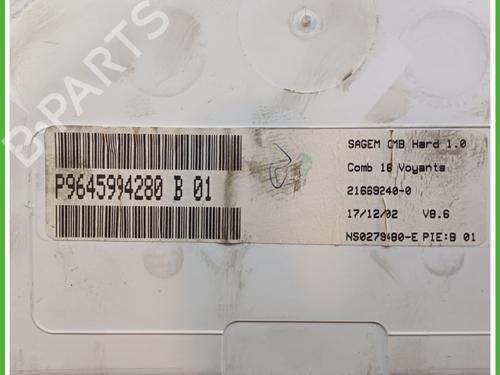 B-PARTS
P9645994280 B 01
SAGEM CMB Hard 1.0
Comb 16 Voyants
21669240-0
17/12/02 V8.6
NS0279480-E PIE:B 01